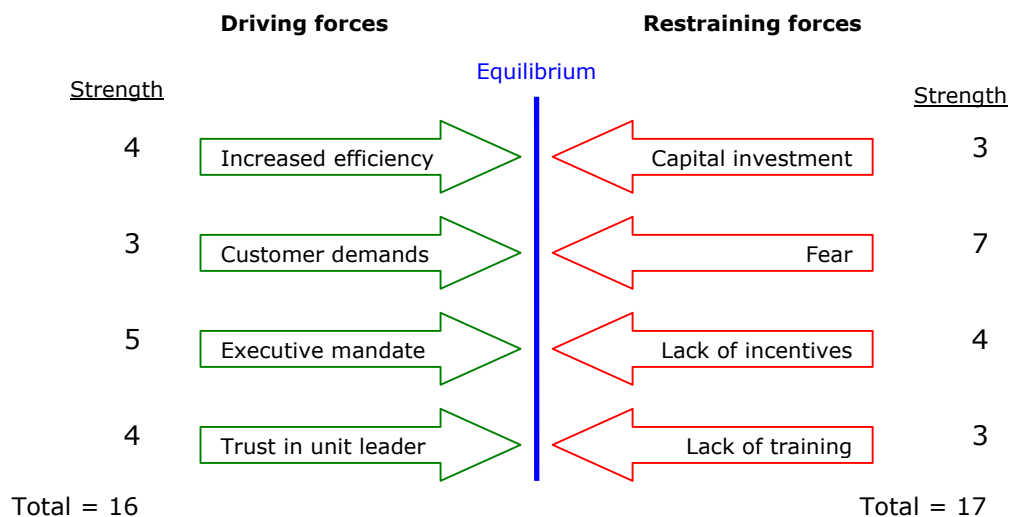 Driving forces
Restraining forces
Equilibrium
Strength
Strength
4
Increased efficiency
Capital investment
3
3
Customer demands
Fear
7
5
Executive mandate
Lack of incentives
4
4
Trust in unit leader
Lack of training
3
Total = 16
Total = 17